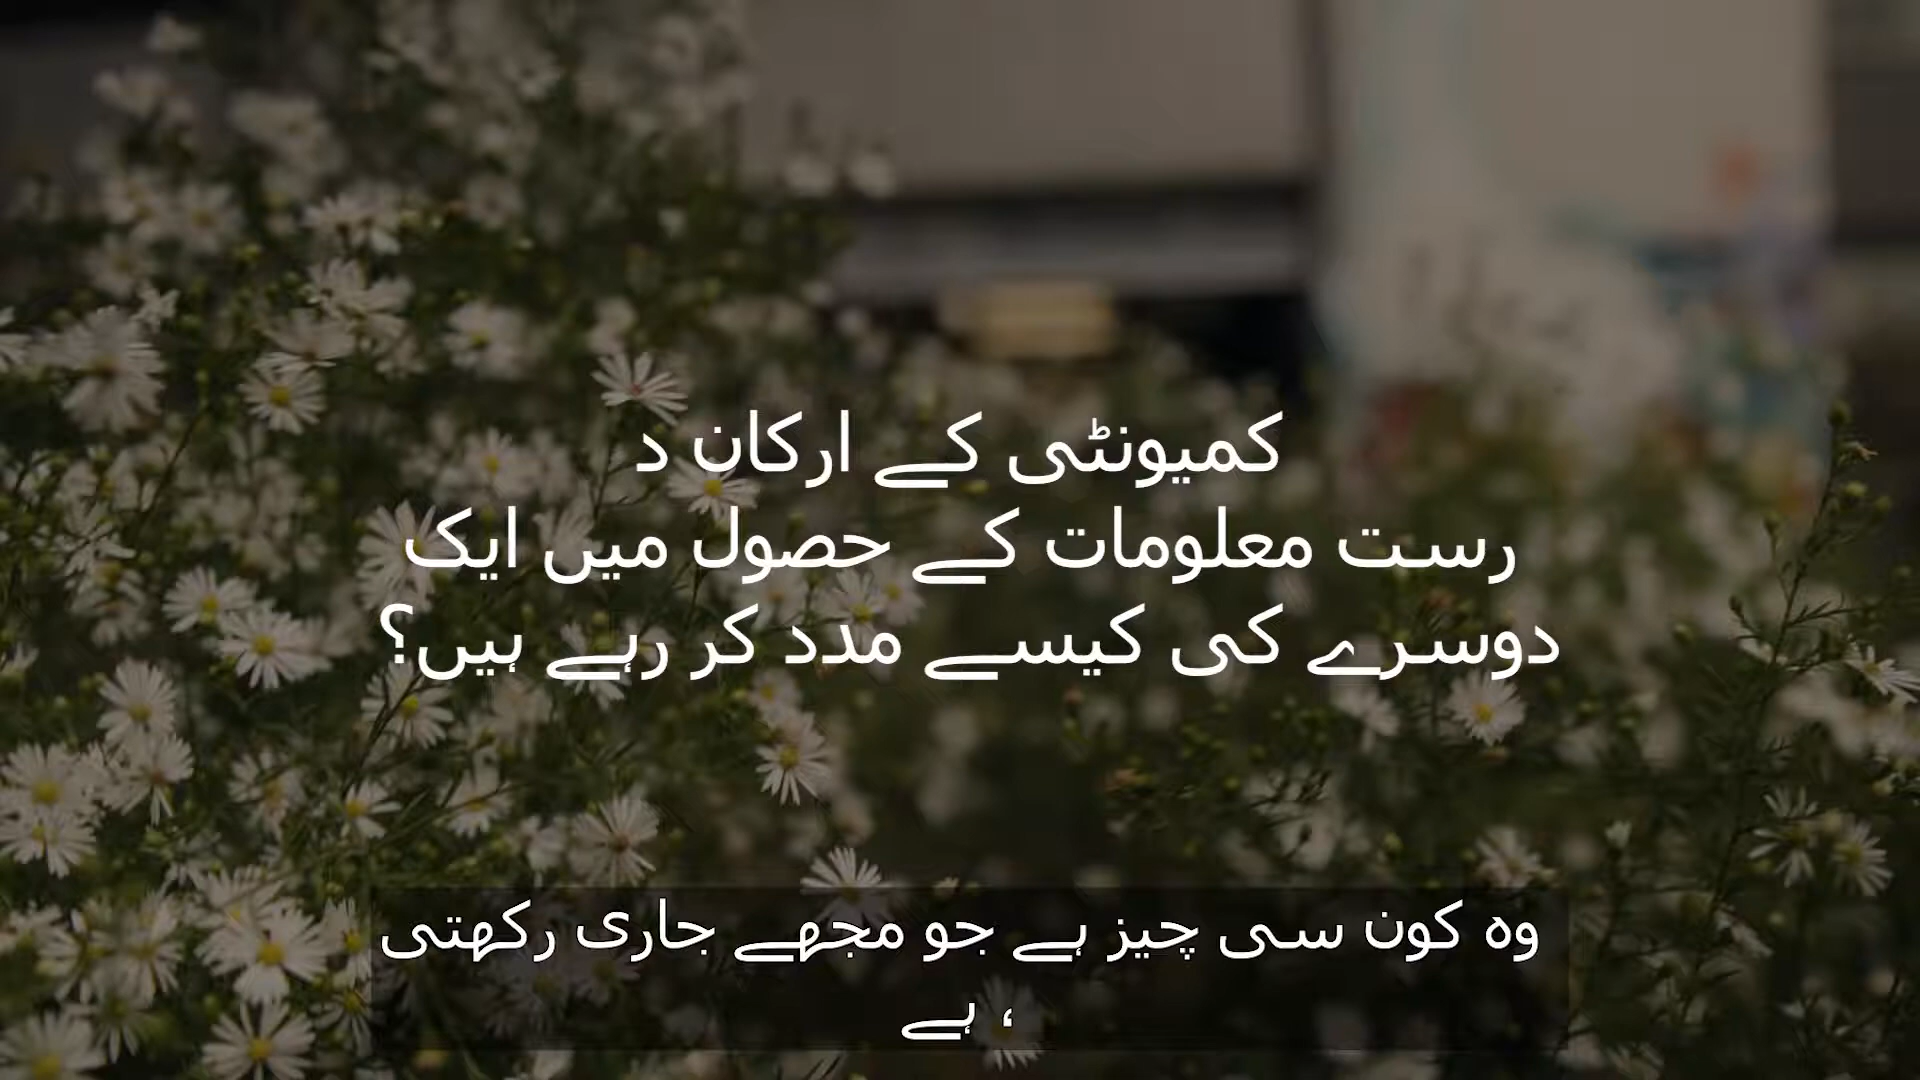 کمیونٹی کے ارکان د
رست معلومات کے حصول میں ایک
دوسرے کی کیسے مدد کر رہے ہیں؟
وہ کون سی چیز ہے جو مجھے جاری رکھتی
، ہے